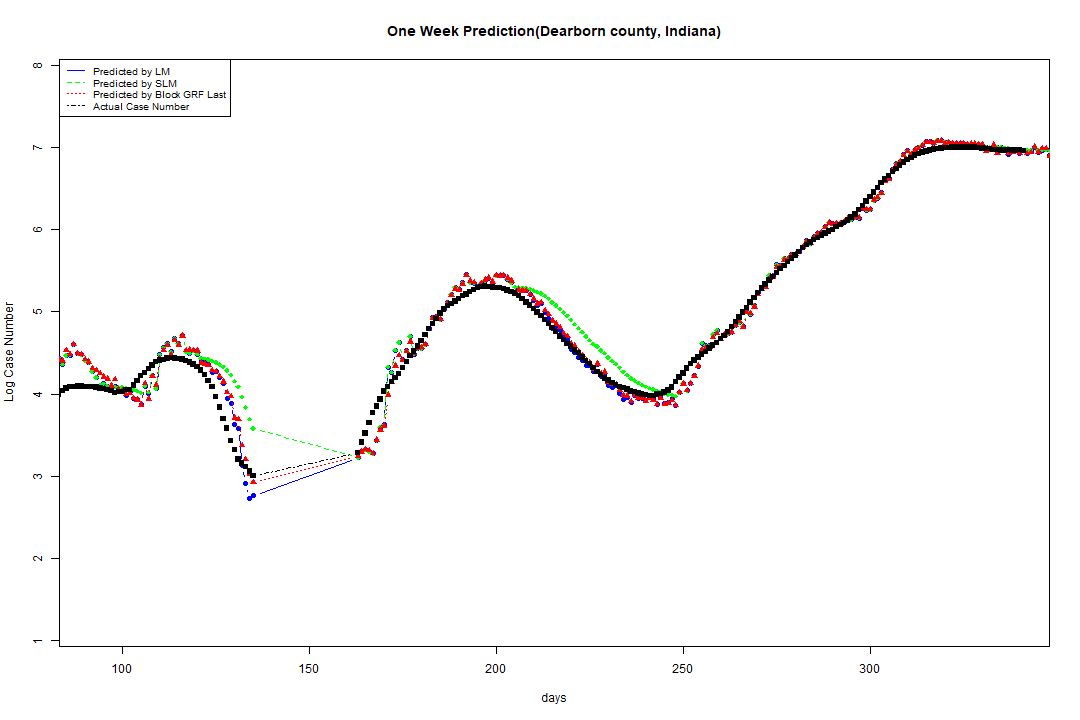 One Week Prediction(Dearborn county, Indiana)
Predicted by LM
Predicted by SLM
Predicted by Block GRF Last
Actual Case Number
Log Case Number
8
7
6
5
4
3
2
1
100 150 200 250 300
days